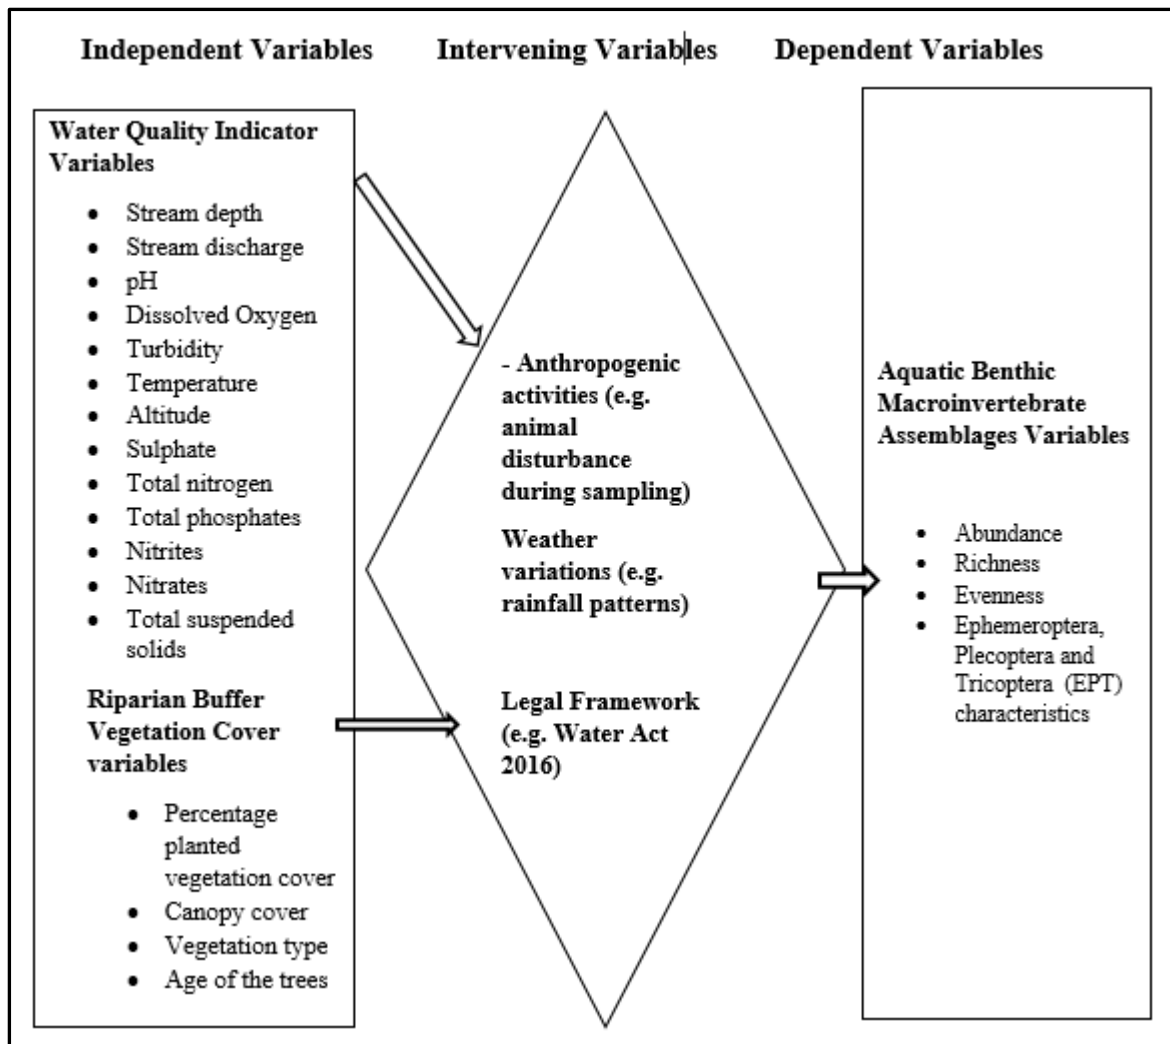 Independent Variables
Intervening Variables
Dependent Variables
Water Quality Indicator
Variables
• Stream depth
• Stream discharge
• pH
• Dissolved Oxygen
• Turbidity
• Temperature
• Altitude
• Sulphate
• Total nitrogen
• Total phosphates
• Nitrites
• Nitrates
• Total suspended
solids
Riparian Buffer
Vegetation Cover
variables
• Percentage
planted
vegetation cover
• Canopy cover
• Vegetation type
• Age of the trees
- Anthropogenic
activities (e.g.
animal
disturbance
during sampling)
Weather
variations (e.g.
rainfall patterns)
Legal Framework
(e.g. Water Act
2016)
Aquatic Benthic
Macroinvertebrate
Assemblages Variables
• Abundance
• Richness
• Evenness
• Ephemeroptera,
Plecoptera and
Tricoptera (EPT)
characteristics